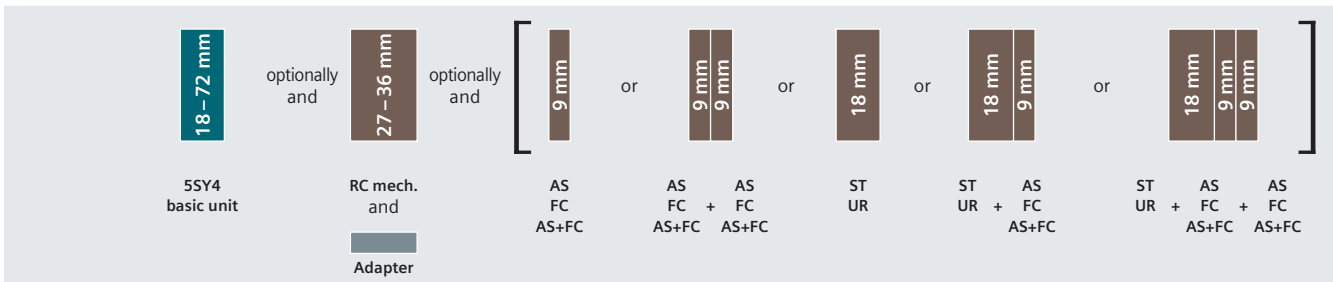 18–72 mm
optionally
and
27–36 mm
optionally
and
9 mm
or
9 mm
9 mm
or
18 mm
or
18 mm
9 mm
or
18 mm
9 mm
9 mm
5SY4
basic unit
RC mech.
and
Adapter
AS
FC
AS+FC
AS AS
FC + FC
AS+FC AS+FC
ST
UR
ST AS
UR + FC
AS+FC
ST AS AS
UR + FC + FC
AS+FC AS+FC